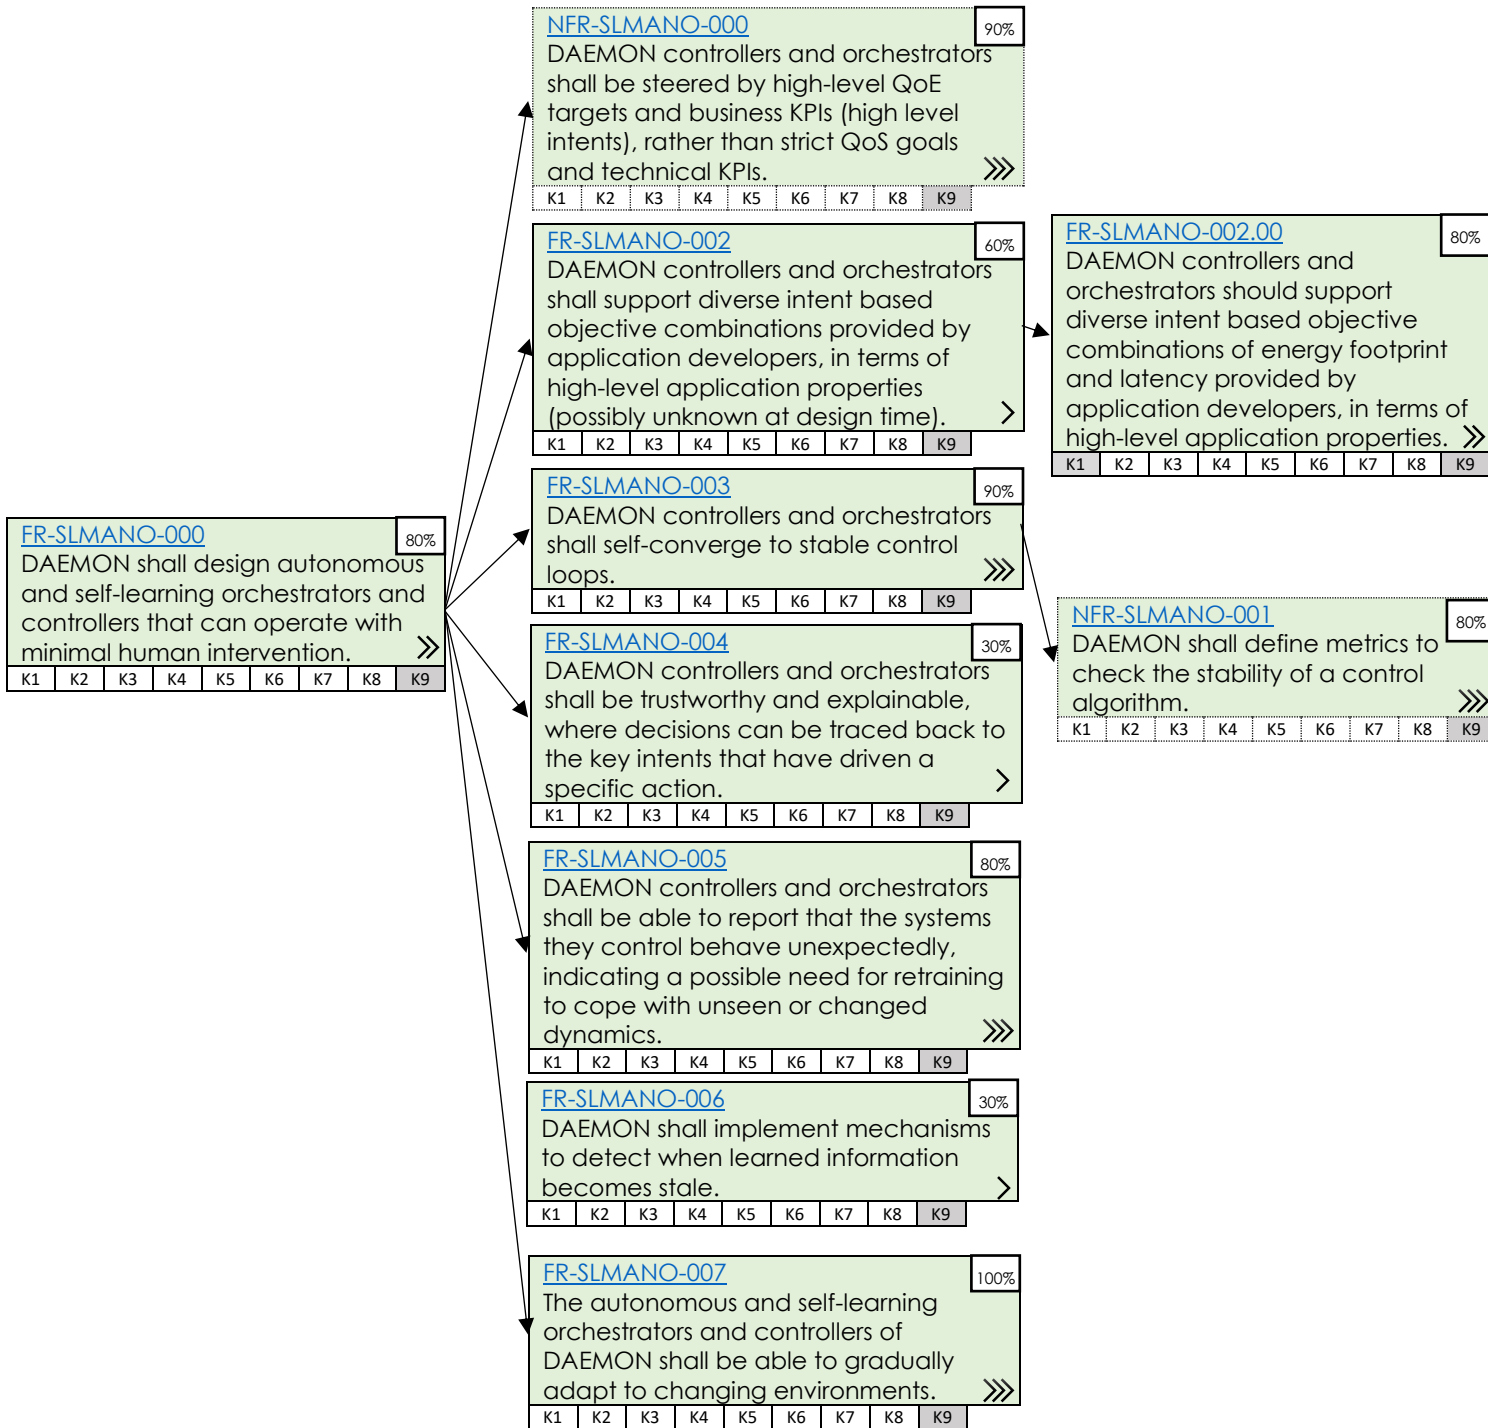 NFR-SLMANO-000
90%
DAEMON controllers and orchestrators
shall be steered by high-level QoE
targets and business KPIs (high level
intents), rather than strict QoS goals
and technical KPIs.
K1 K2 K3 K4 K5 K6 K7 K8 K9
FR-SLMANO-002
60%
DAEMON controllers and orchestrators
shall support diverse intent based
objective combinations provided by
application developers, in terms of
high-level application properties
(possibly unknown at design time).
K1 K2 K3 K4 K5 K6 K7 K8 K9
FR-SLMANO-002.00
80%
DAEMON controllers and
orchestrators should support
diverse intent based objective
combinations of energy footprint
and latency provided by
application developers, in terms of
high-level application properties.
K1 K2 K3 K4 K5 K6 K7 K8 K9
FR-SLMANO-003
90%
DAEMON controllers and orchestrators
shall self-converge to stable control
loops.
K1 K2 K3 K4 K5 K6 K7 K8 K9
FR-SLMANO-000
80%
DAEMON shall design autonomous
and self-learning orchestrators and
controllers that can operate with
minimal human intervention.
K1 K2 K3 K4 K5 K6 K7 K8 K9
NFR-SLMANO-001
80%
DAEMON shall define metrics to
check the stability of a control
algorithm.
K1 K2 K3 K4 K5 K6 K7 K8 K9
FR-SLMANO-004
30%
DAEMON controllers and orchestrators
shall be trustworthy and explainable,
where decisions can be traced back to
the key intents that have driven a
specific action.
K1 K2 K3 K4 K5 K6 K7 K8 K9
FR-SLMANO-005
80%
DAEMON controllers and orchestrators
shall be able to report that the systems
they control behave unexpectedly,
indicating a possible need for retraining
to cope with unseen or changed
dynamics.
K1 K2 K3 K4 K5 K6 K7 K8 K9
FR-SLMANO-006
30%
DAEMON shall implement mechanisms
to detect when learned information
becomes stale.
K1 K2 K3 K4 K5 K6 K7 K8 K9
FR-SLMANO-007
100%
The autonomous and self-learning
orchestrators and controllers of
DAEMON shall be able to gradually
adapt to changing environments.
K1 K2 K3 K4 K5 K6 K7 K8 K9